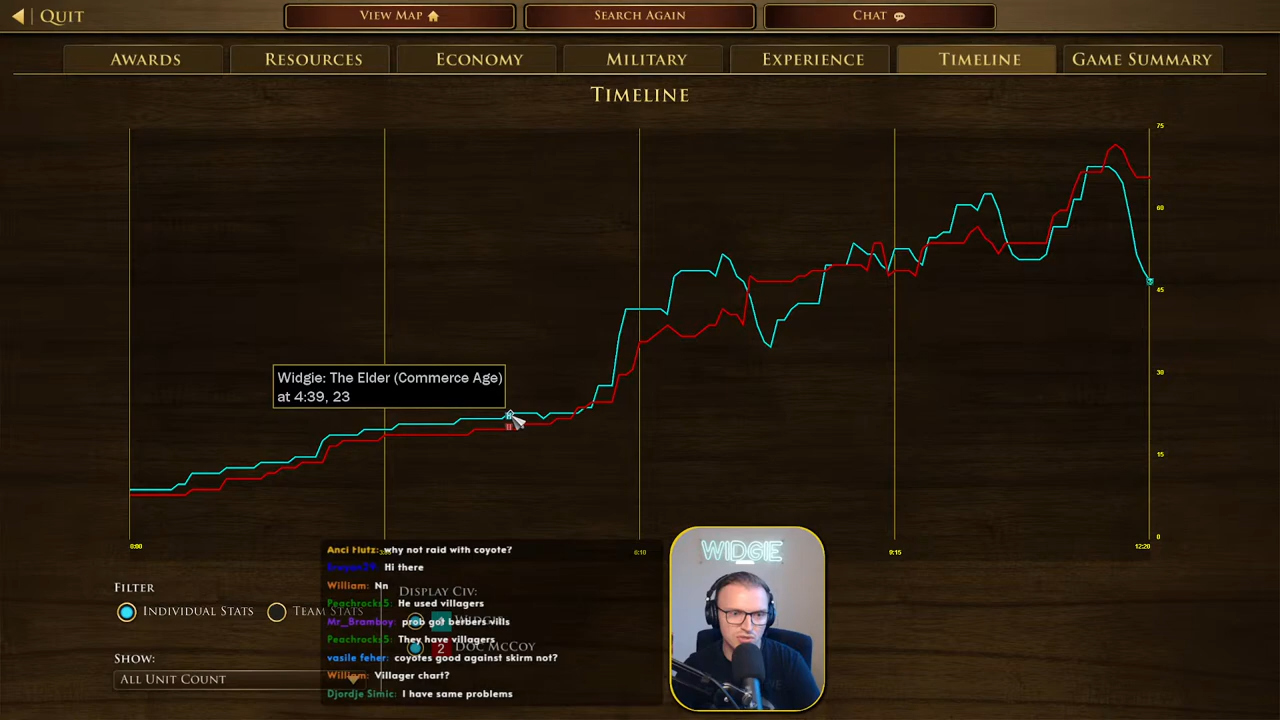 Quit
View Map
Search Again
Chat
Awards
Resources
Economy
Military
Experience
Timeline
Game Summary
Timeline
75
60
45
30
15
0
Widgie: The Elder (Commerce Age)
at 4:39, 23
0:00
6:10
9:15
12:20
Filter
Individual Stats
Team Stats
Show:
All Unit Count
Display Civ:
2 Doc McCoy
Anci Flutz: why not raid with coyote?
Hi there
William: Nn
Peachrocks5: He used villagers
Mr_Bramboy: prob got berbers vills
Peachrocks5: They have villagers
vasile feher: coyotes good against skirm not?
William: Villager chart?
Djordje Simic: I have same problems
WIDGIE